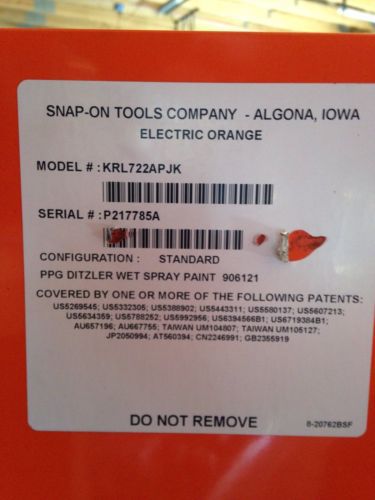 SNAP-ON TOOLS COMPANY - ALGONA, IOWA
ELECTRIC ORANGE
MODEL # : KRL722APJK
SERIAL # : P217785A
CONFIGURATION : STANDARD
PPG DITZLER WET SPRAY PAINT 906121
COVERED BY ONE OR MORE OF THE FOLLOWING PATENTS:
US5269545; US5332305; US5388902; US5443311; US5580137; US5607213;
US5634359; US5788252; US5992956; US6394566B1; US6719384B1;
AU657196; AU667755; TAIWAN UM104807; TAIWAN UM105127;
JP2050994; AT560394; CN2246991; GB2355919
DO NOT REMOVE
8-20762BSF